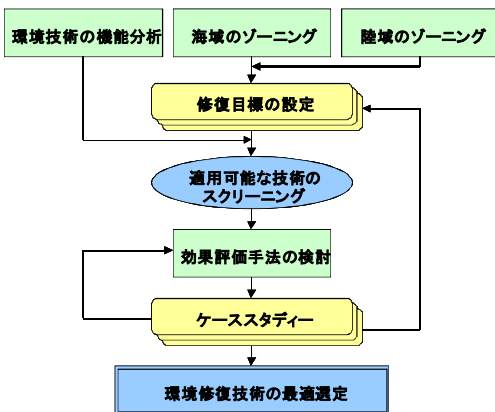 環境技術の機能分析
海域のゾーニング
陸域のゾーニング
修復目標の設定
適用可能な技術の
スクリーニング
効果評価手法の検討
ケーススタディー
環境修復技術の最適選定